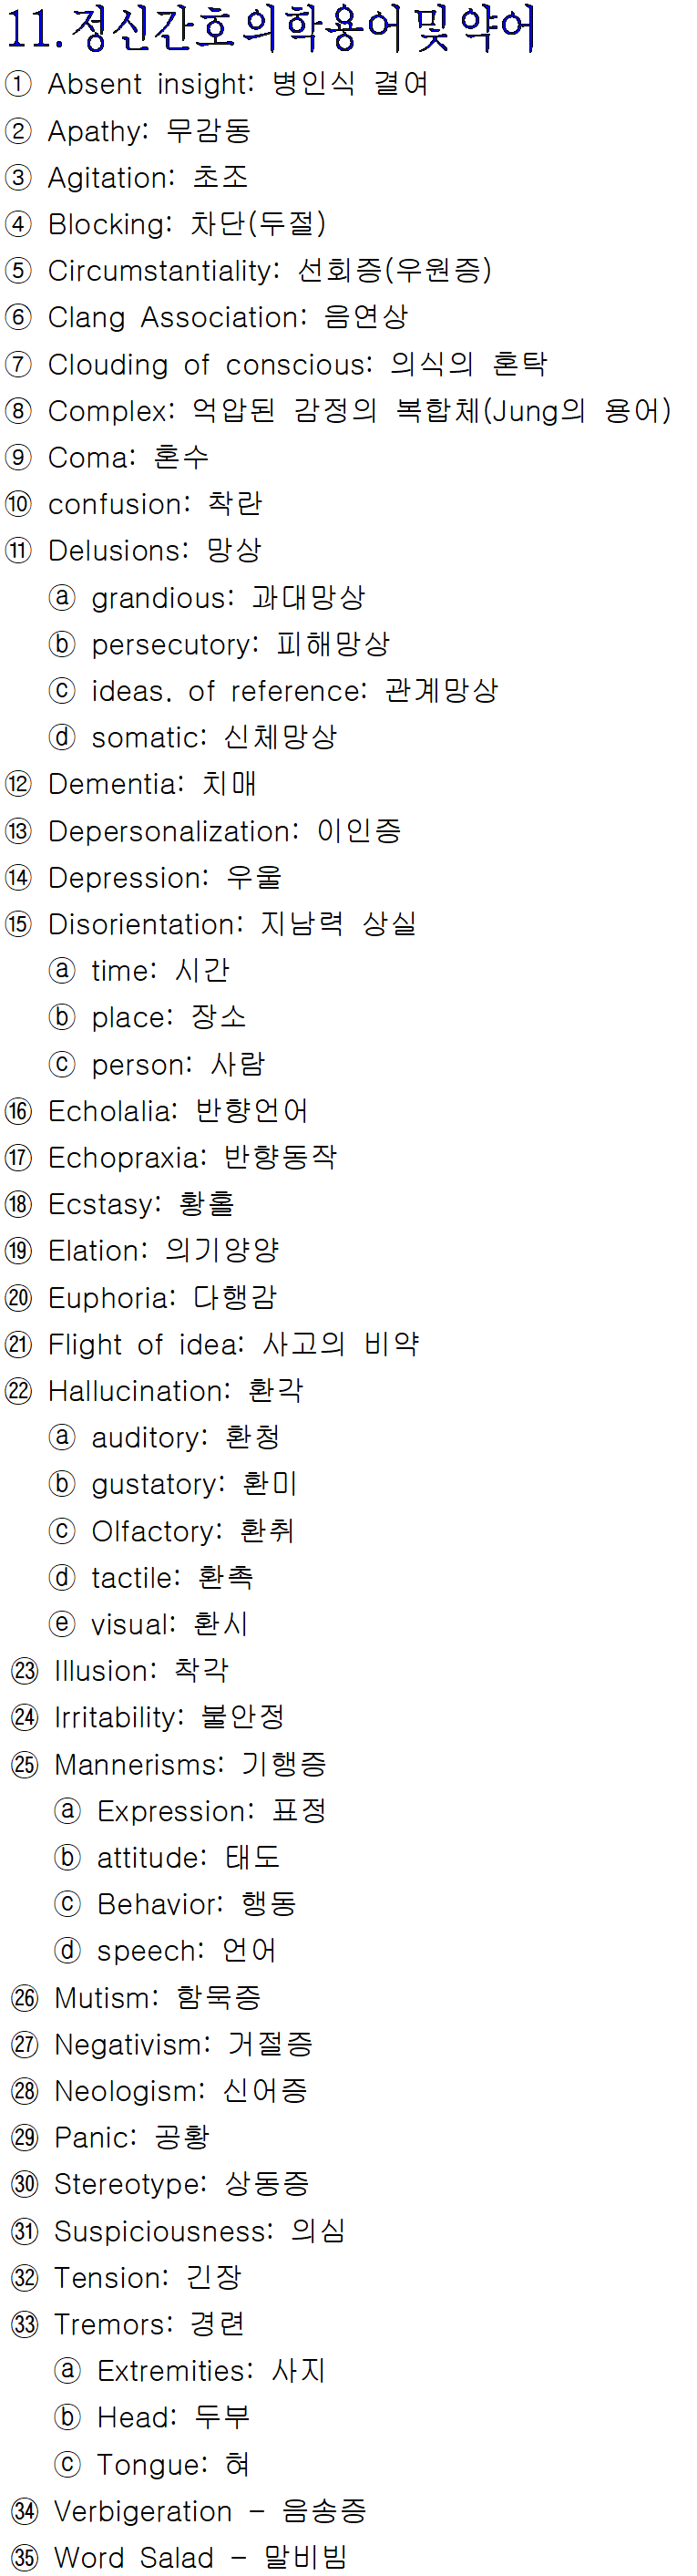 11. 정신간호 의학용어 및 약어
① Absent insight: 병인식 결여
② Apathy: 무감동
③ Agitation: 초조
④ Blocking: 차단(두절)
⑤ Circumstantiality: 선회증(우원증)
⑥ Clang Association: 음연상
⑦ Clouding of conscious: 의식의 혼탁
⑧ Complex: 억압된 감정의 복합체(Jung의 용어)
⑨ Coma: 혼수
⑩ confusion: 착란
⑪ Delusions: 망상
ⓐ grandious: 과대망상
ⓑ persecutory: 피해망상
ⓒ ideas. of reference: 관계망상
ⓓ somatic: 신체망상
⑫ Dementia: 치매
⑬ Depersonalization: 이인증
⑭ Depression: 우울
⑮ Disorientation: 지남력 상실
ⓐ time: 시간
ⓑ place: 장소
ⓒ person: 사람
⑯ Echolalia: 반향언어
⑰ Echopraxia: 반향동작
⑱ Ecstasy: 황홀
⑲ Elation: 의기양양
⑳ Euphoria: 다행감
㉑ Flight of idea: 사고의 비약
㉒ Hallucination: 환각
ⓐ auditory: 환청
ⓑ gustatory: 환미
ⓒ Olfactory: 환취
ⓓ tactile: 환촉
ⓔ visual: 환시
㉓ Illusion: 착각
㉔ Irritability: 불안정
㉕ Mannerisms: 기행증
ⓐ Expression: 표정
ⓑ attitude: 태도
ⓒ Behavior: 행동
ⓓ speech: 언어
㉖ Mutism: 함묵증
㉗ Negativism: 거절증
㉘ Neologism: 신어증
㉙ Panic: 공황
㉚ Stereotype: 상동증
㉛ Suspiciousness: 의심
㉜ Tension: 긴장
㉝ Tremors: 경련
ⓐ Extremities: 사지
ⓑ Head: 두부
ⓒ Tongue: 혀
㉞ Verbigeration - 음송증
㉟ Word Salad - 말비빔